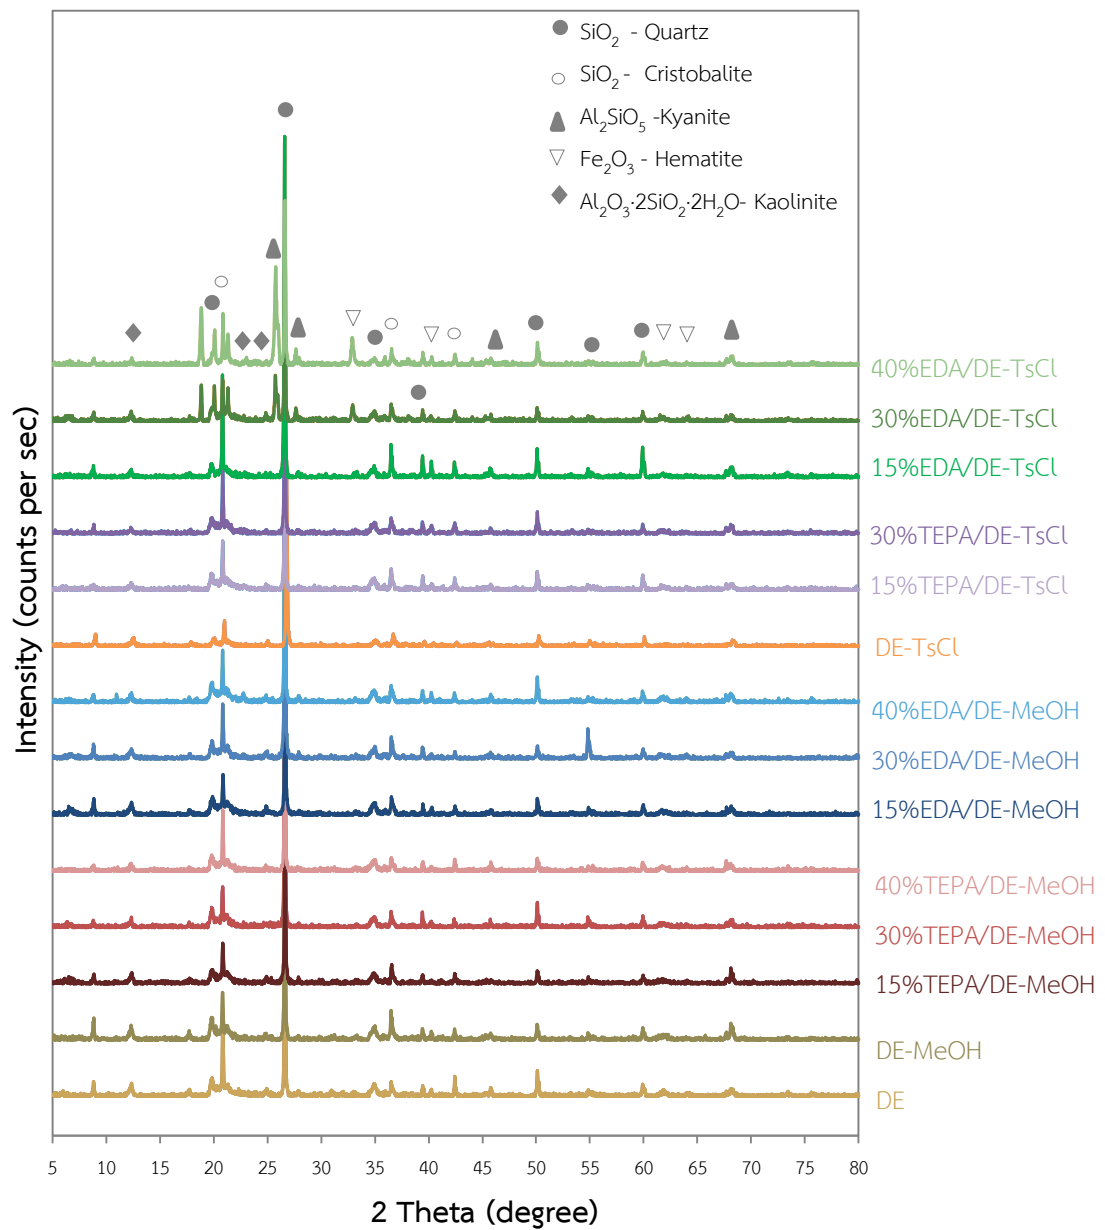 SiO₂ - Quartz
SiO₂ - Cristobalite
Al₂SiO₅ -Kyanite
Fe₂O₃ - Hematite
Al₂O₃·2SiO₂·2H₂O- Kaolinite
40%EDA/DE-TsCl
30%EDA/DE-TsCl
15%EDA/DE-TsCl
30%TEPA/DE-TsCl
15%TEPA/DE-TsCl
DE-TsCl
40%EDA/DE-MeOH
30%EDA/DE-MeOH
15%EDA/DE-MeOH
40%TEPA/DE-MeOH
30%TEPA/DE-MeOH
15%TEPA/DE-MeOH
DE-MeOH
DE
Intensity (counts per sec)
5 10 15 20 25 30 35 40 45 50 55 60 65 70 75 80
2 Theta (degree)